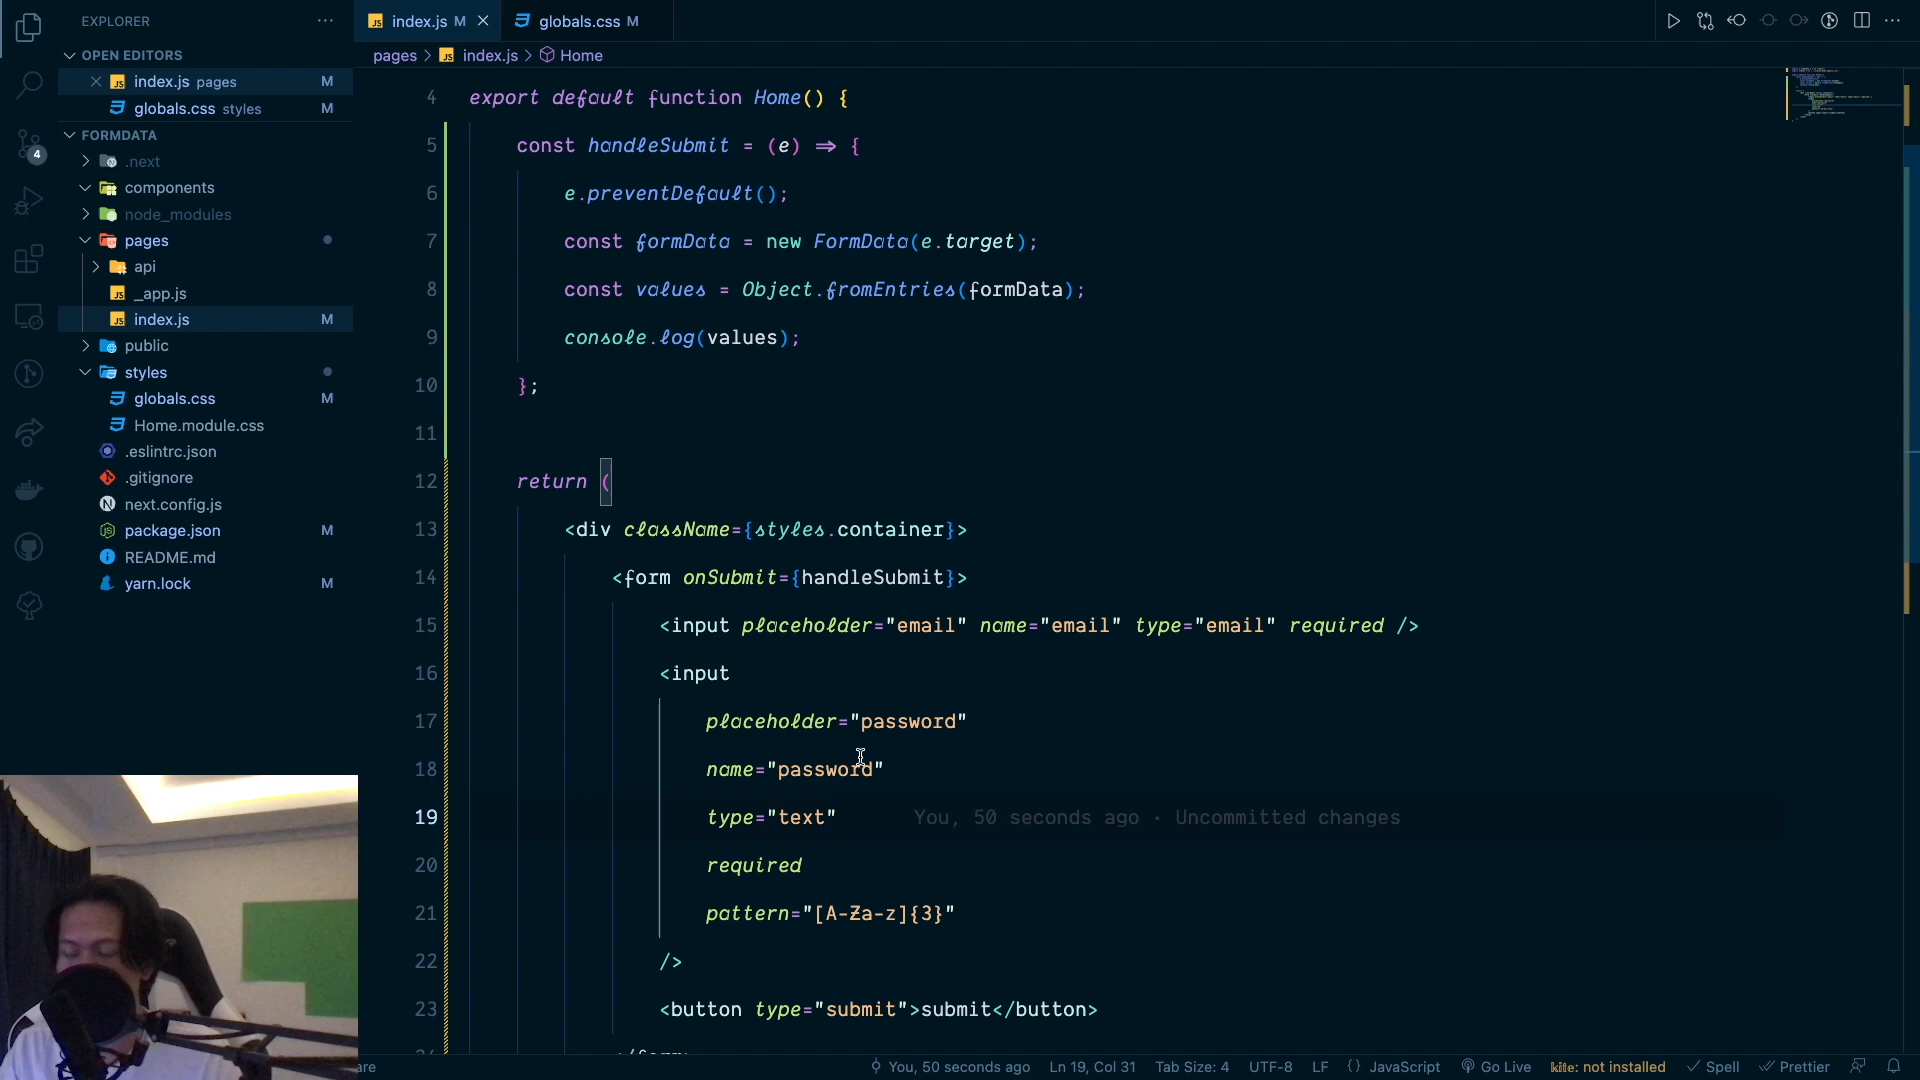 EXPLORER
OPEN EDITORS
index.js pages M
globals.css styles
FORMDATA
.next
components
node_modules
pages
api
_app.js
index.js M
public
styles
globals.css M
Home.module.css
.eslintrc.json
.gitignore
next.config.js
package.json M
README.md
yarn.lock M
4
index.js M
globals.css M
pages > index.js > Home
4 export default function Home() {
5 const handleSubmit = (e) => {
6 e.preventDefault();
7 const formData = new FormData(e.target);
8 const values = Object.fromEntries(formData);
9 console.log(values);
10 };
11
12 return (
13 <div className={styles.container}>
14 <form onSubmit={handleSubmit}>
15 <input placeholder="email" name="email" type="email" required />
16 <input
17 placeholder="password"
18 name="password"
19 type="text" You, 50 seconds ago · Uncommitted changes
20 required
21 pattern="[A-Za-z]{3}"
22 />
23 <button type="submit">submit</button>
are You, 50 seconds ago Ln 19, Col 31 Tab Size: 4 UTF-8 LF {} JavaScript Go Live kite: not installed Spell Prettier